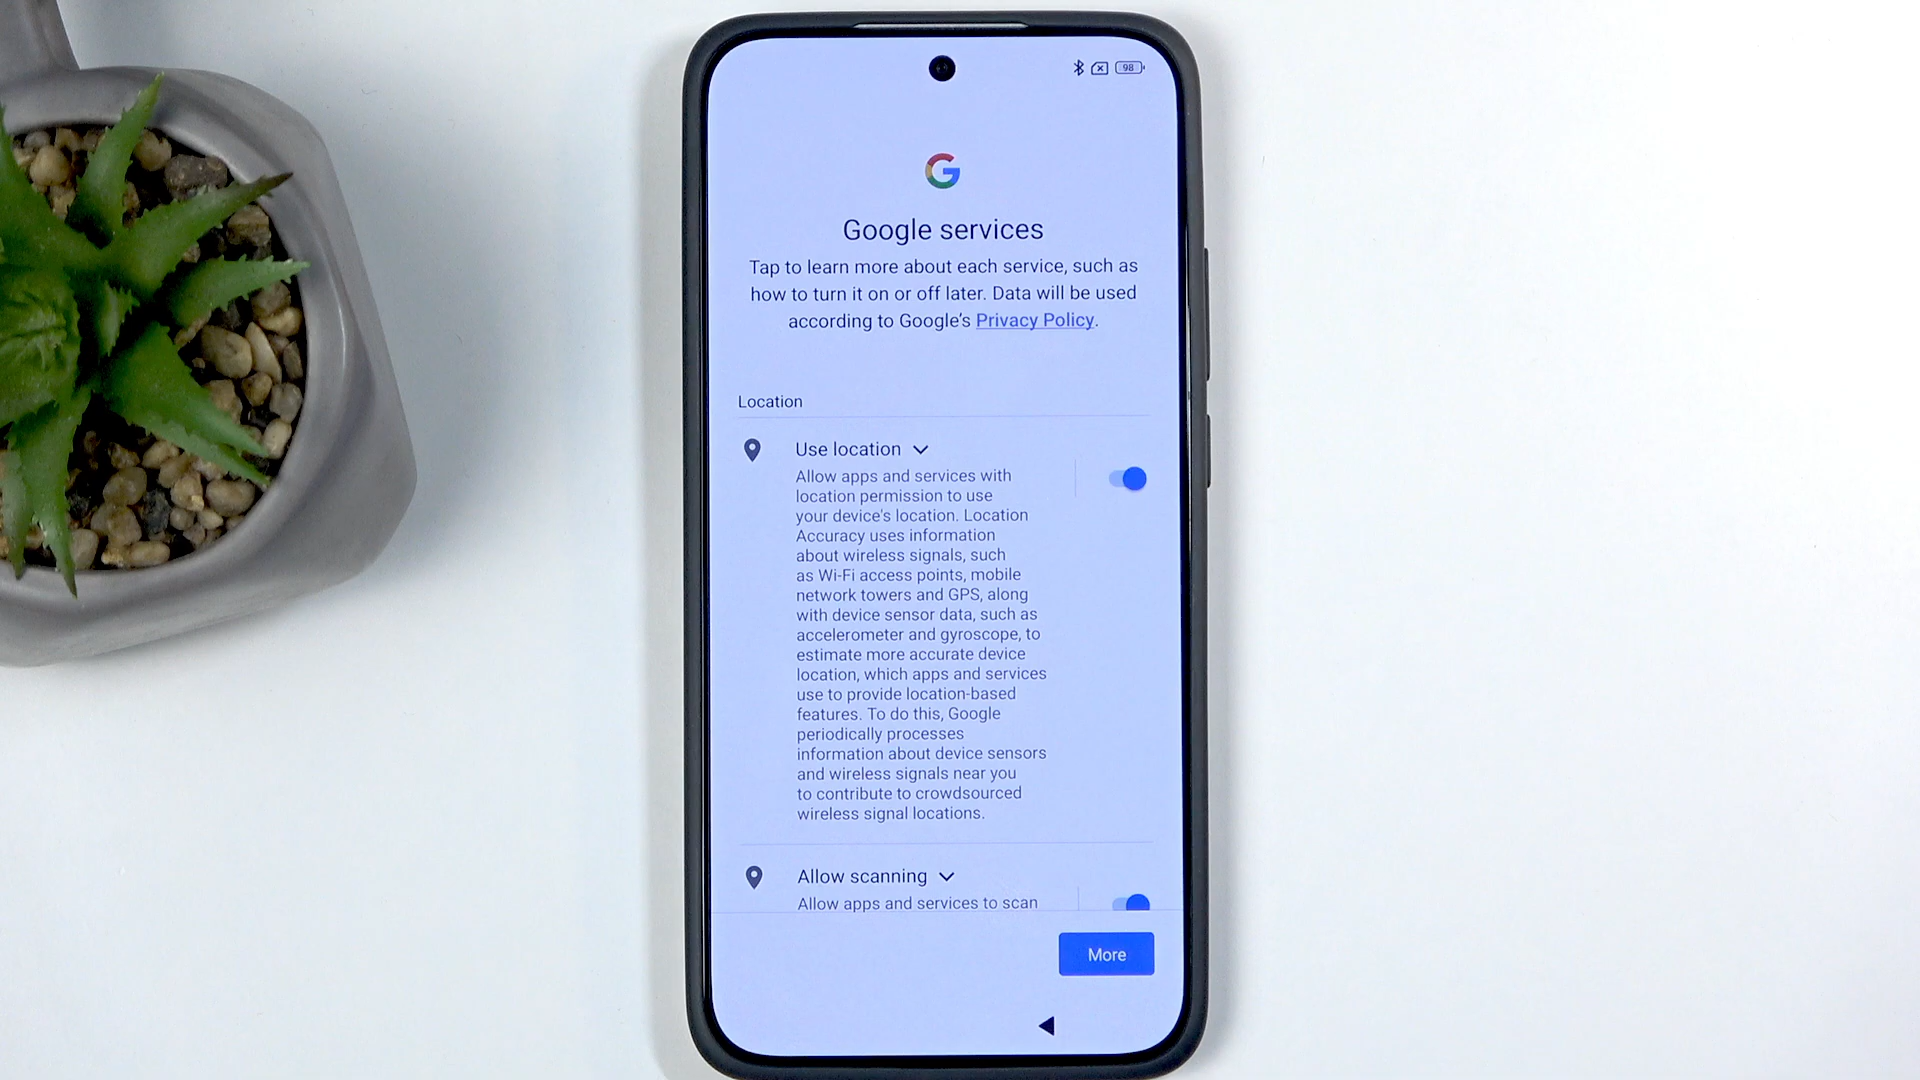 98
Google services
Tap to learn more about each service, such as
how to turn it on or off later. Data will be used
according to Google's Privacy Policy.
Location
Use location
Allow apps and services with
location permission to use
your device's location. Location
Accuracy uses information
about wireless signals, such
as Wi-Fi access points, mobile
network towers and GPS, along
with device sensor data, such as
accelerometer and gyroscope, to
estimate more accurate device
location, which apps and services
use to provide location-based
features. To do this, Google
periodically processes
information about device sensors
and wireless signals near you
to contribute to crowdsourced
wireless signal locations.
Allow scanning
Allow apps and services to scan
More